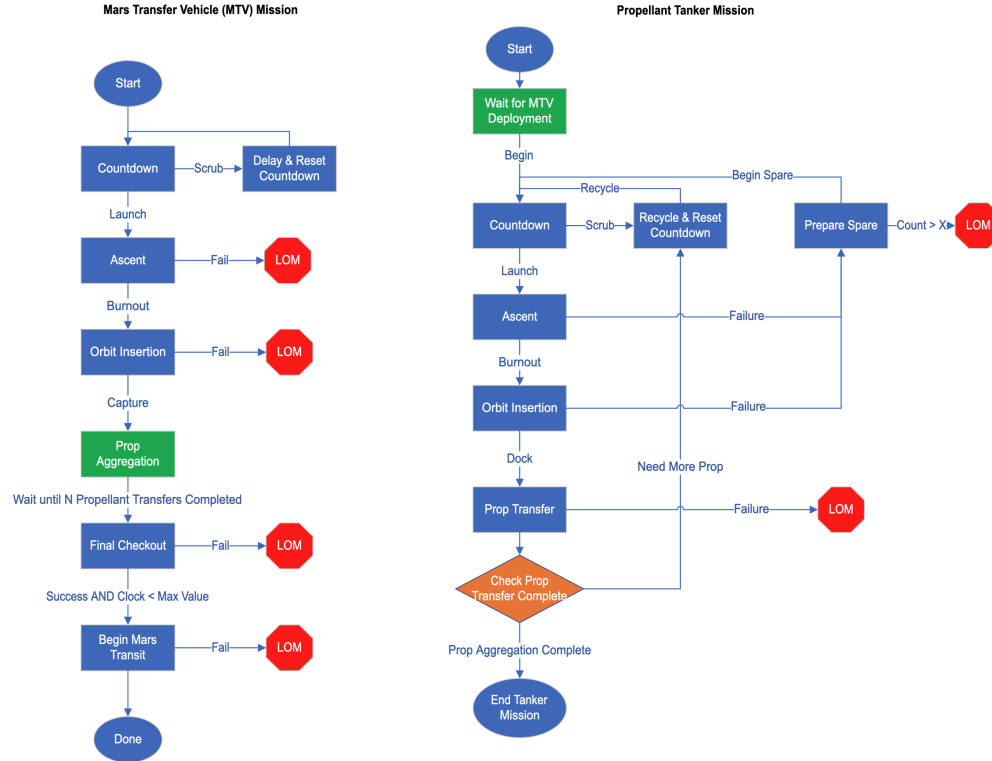 Mars Transfer Vehicle (MTV) Mission
Start
Countdown
Scrub
Delay & Reset
Countdown
Launch
Ascent
Fail
LOM
Burnout
Orbit Insertion
Fail
LOM
Capture
Prop
Aggregation
Wait until N Propellant Transfers Completed
Final Checkout
Fail
LOM
Success AND Clock < Max Value
Begin Mars
Transit
Fail
LOM
Done
Propellant Tanker Mission
Start
Wait for MTV
Deployment
Begin
Begin Spare
Recycle
Countdown
Scrub
Recycle & Reset
Countdown
Prepare Spare
Count > X
LOM
Launch
Ascent
Failure
Burnout
Orbit Insertion
Failure
Dock
Need More Prop
Prop Transfer
Failure
LOM
Check Prop
Transfer Complete
Prop Aggregation Complete
End Tanker
Mission